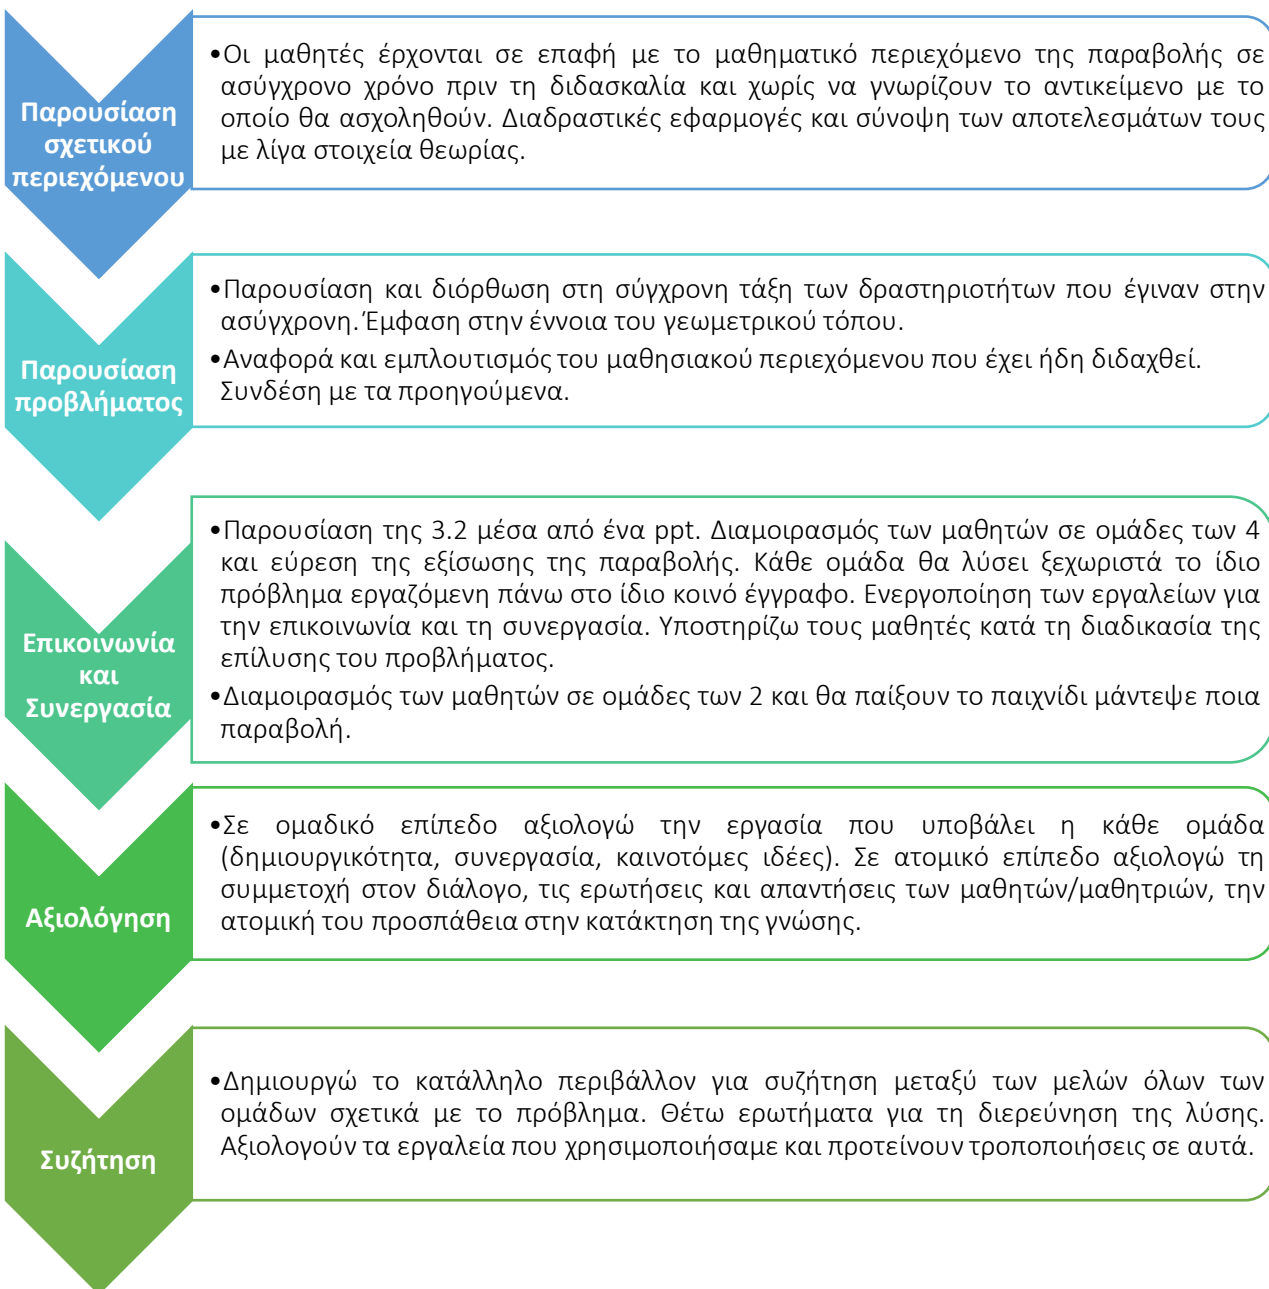 Παρουσίαση
σχετικού
περιεχόμενου
•Οι μαθητές έρχονται σε επαφή με το μαθηματικό περιεχόμενο της παραβολής σε
ασύγχρονο χρόνο πριν τη διδασκαλία και χωρίς να γνωρίζουν το αντικείμενο με το
οποίο θα ασχοληθούν. Διαδραστικές εφαρμογές και σύνοψη των αποτελεσμάτων τους
με λίγα στοιχεία θεωρίας.
Παρουσίαση
προβλήματος
•Παρουσίαση και διόρθωση στη σύγχρονη τάξη των δραστηριοτήτων που έγιναν στην
ασύγχρονη. Έμφαση στην έννοια του γεωμετρικού τόπου.
•Αναφορά και εμπλουτισμός του μαθησιακού περιεχόμενου που έχει ήδη διδαχθεί.
Συνδέση με τα προηγούμενα.
Επικοινωνία
και
Συνεργασία
•Παρουσίαση της 3.2 μέσα από ένα ppt. Διαμοιρασμός των μαθητών σε ομάδες των 4
και εύρεση της εξίσωσης της παραβολής. Κάθε ομάδα θα λύσει ξεχωριστά το ίδιο
πρόβλημα εργαζόμενη πάνω στο ίδιο κοινό έγγραφο. Ενεργοποίηση των εργαλείων για
την επικοινωνία και τη συνεργασία. Υποστηρίζω τους μαθητές κατά τη διαδικασία της
επίλυσης του προβλήματος.
•Διαμοιρασμός των μαθητών σε ομάδες των 2 και θα παίξουν το παιχνίδι μάντεψε ποια
παραβολή.
Αξιολόγηση
•Σε ομαδικό επίπεδο αξιολογώ την εργασία που υποβάλει η κάθε ομάδα
(δημιουργικότητα, συνεργασία, καινοτόμες ιδέες). Σε ατομικό επίπεδο αξιολογώ τη
συμμετοχή στον διάλογο, τις ερωτήσεις και απαντήσεις των μαθητών/μαθητριών, την
ατομική του προσπάθεια στην κατάκτηση της γνώσης.
Συζήτηση
•Δημιουργώ το κατάλληλο περιβάλλον για συζήτηση μεταξύ των μελών όλων των
ομάδων σχετικά με το πρόβλημα. Θέτω ερωτήματα για τη διερεύνηση της λύσης.
Αξιολογούν τα εργαλεία που χρησιμοποιήσαμε και προτείνουν τροποποιήσεις σε αυτά.